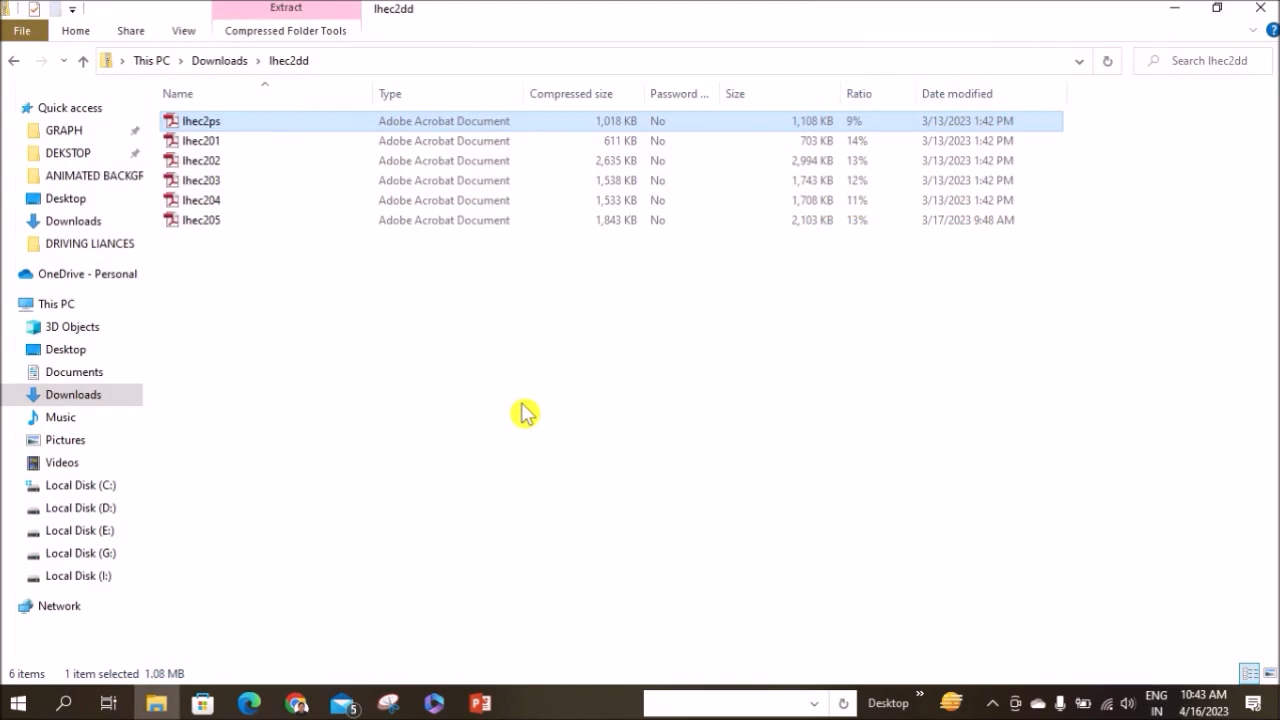 Extract lhec2dd
File Home Share View Compressed Folder Tools
This PC Downloads lhec2dd Search lhec2dd
Name Type Compressed size Password ... Size Ratio Date modified
Quick access
GRAPH
DEKSTOP
ANIMATED BACKGR
Desktop
Downloads
DRIVING LIANCES
OneDrive - Personal
This PC
3D Objects
Desktop
Documents
Downloads
Music
Pictures
Videos
Local Disk (C:)
Local Disk (D:)
Local Disk (E:)
Local Disk (G:)
Local Disk (I:)
Network
lhec2ps Adobe Acrobat Document 1,018 KB No 1,108 KB 9% 3/13/2023 1:42 PM
lhec201 Adobe Acrobat Document 611 KB No 703 KB 14% 3/13/2023 1:42 PM
lhec202 Adobe Acrobat Document 2,635 KB No 2,994 KB 13% 3/13/2023 1:42 PM
lhec203 Adobe Acrobat Document 1,538 KB No 1,743 KB 12% 3/13/2023 1:42 PM
lhec204 Adobe Acrobat Document 1,533 KB No 1,708 KB 11% 3/13/2023 1:42 PM
lhec205 Adobe Acrobat Document 1,843 KB No 2,103 KB 13% 3/17/2023 9:48 AM
6 items 1 item selected 1.08 MB
5 Desktop ENG 10:43 AM
IN 4/16/2023